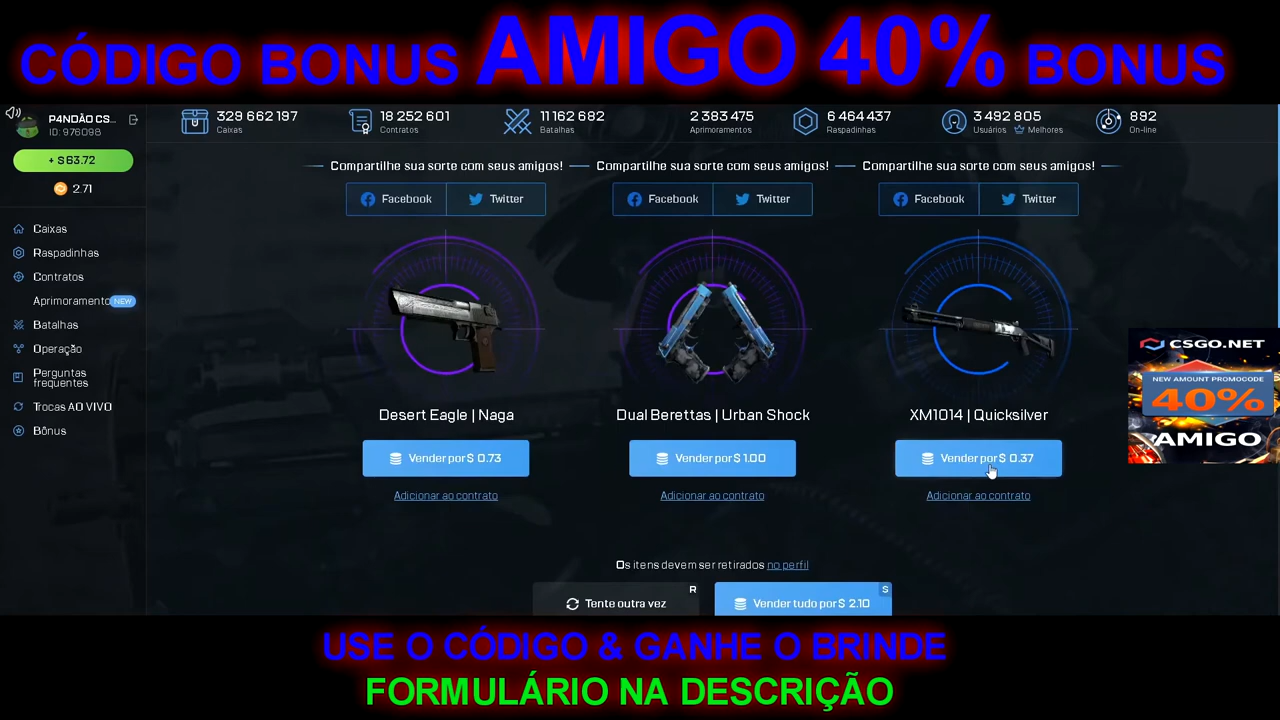 CÓDIGO BONUS AMIGO 40% BONUS
P4NDÃO CS...
ID: 976098
+ $ 63.72
2.71
329 662 197
Caixas
18 252 601
Contratos
11 162 682
Batalhas
2 383 475
Aprimoramentos
6 464 437
Raspadinhas
3 492 805
Usuários Melhores
892
On-line
Caixas
Raspadinhas
Contratos
Aprimoramento NEW
Batalhas
Operação
Perguntas
frequentes
Trocas AO VIVO
Bônus
Compartilhe sua sorte com seus amigos!
Facebook Twitter
Desert Eagle | Naga
Vender por $ 0.73
Adicionar ao contrato
Compartilhe sua sorte com seus amigos!
Facebook Twitter
Dual Berettas | Urban Shock
Vender por $ 1.00
Adicionar ao contrato
Compartilhe sua sorte com seus amigos!
Facebook Twitter
XM1014 | Quicksilver
Vender por $ 0.37
Adicionar ao contrato
Os itens devem ser retirados no perfil
Tente outra vez R
Vender tudo por $ 2.10 S
CSGO.NET
NEW AMOUNT PROMOCODE
40%
AMIGO
USE O CÓDIGO & GANHE O BRINDE
FORMULÁRIO NA DESCRIÇÃO